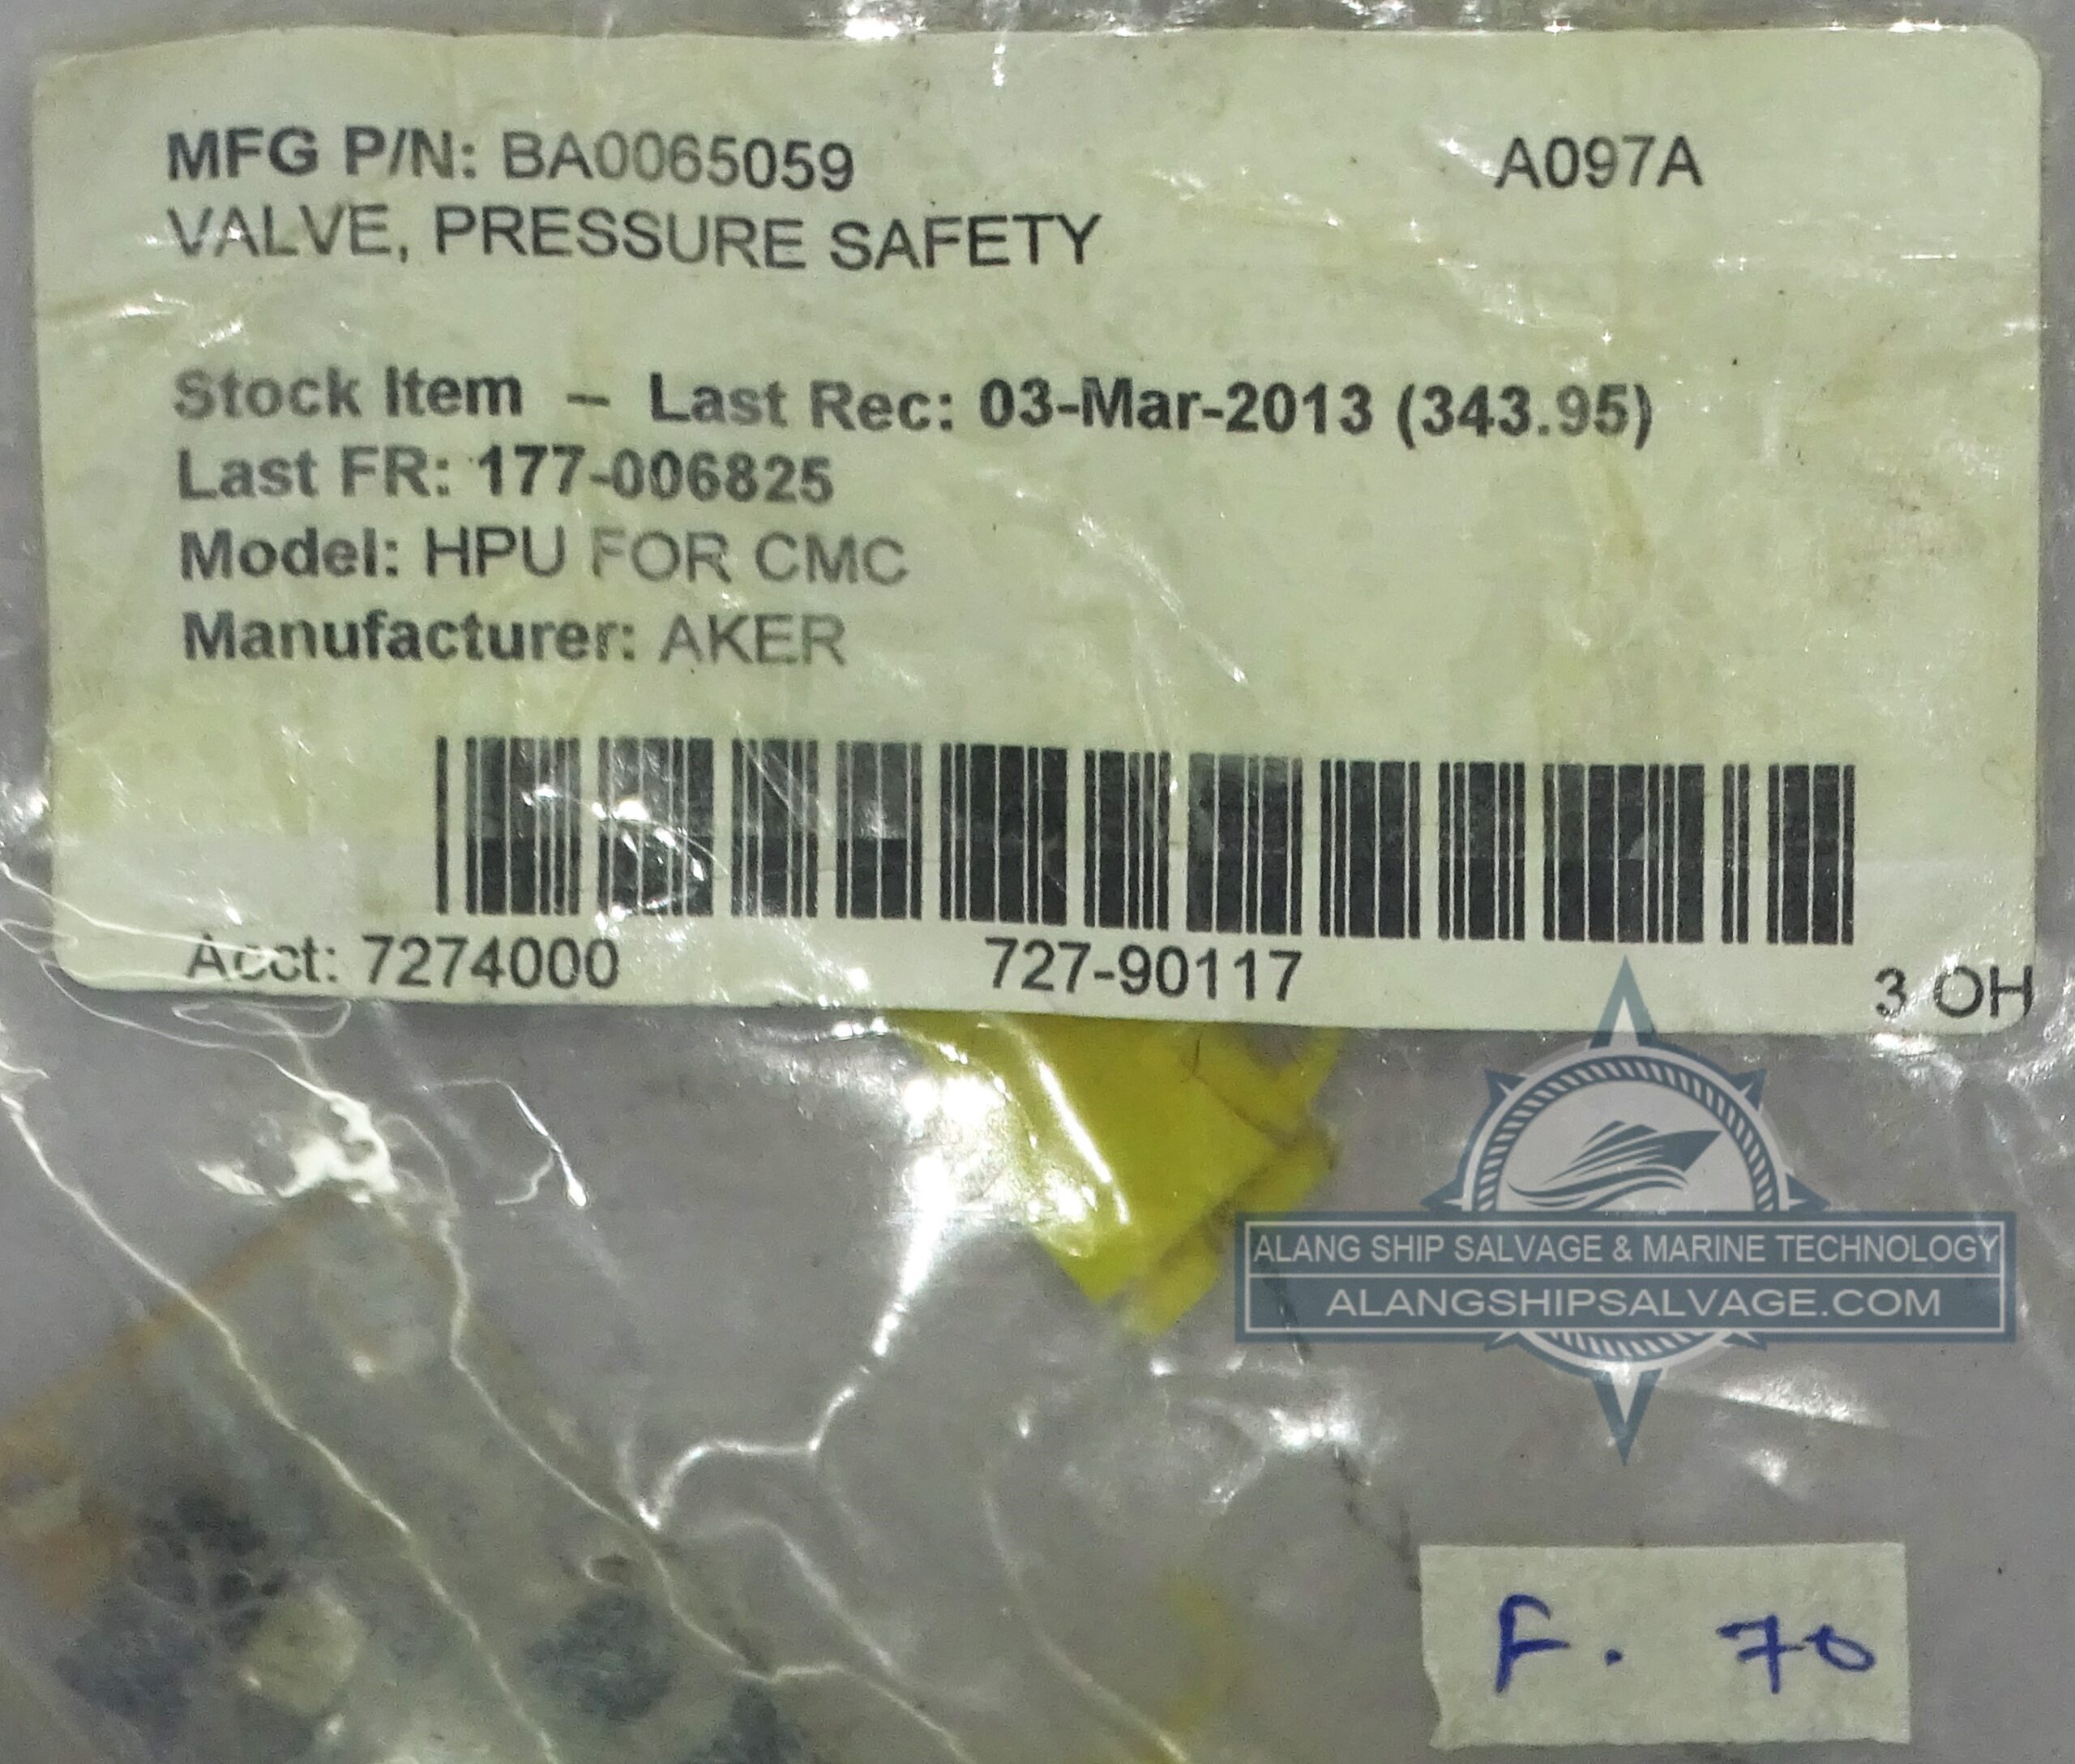 MFG P/N: BA0065059 A097A
VALVE, PRESSURE SAFETY
Stock Item – Last Rec: 03-Mar-2013 (343.95)
Last FR: 177-006825
Model: HPU FOR CMC
Manufacturer: AKER
Acct: 7274000 727-90117 3 OH
ALANG SHIP SALVAGE & MARINE TECHNOLOGY
ALANGSHIPSALVAGE.COM
F. 70